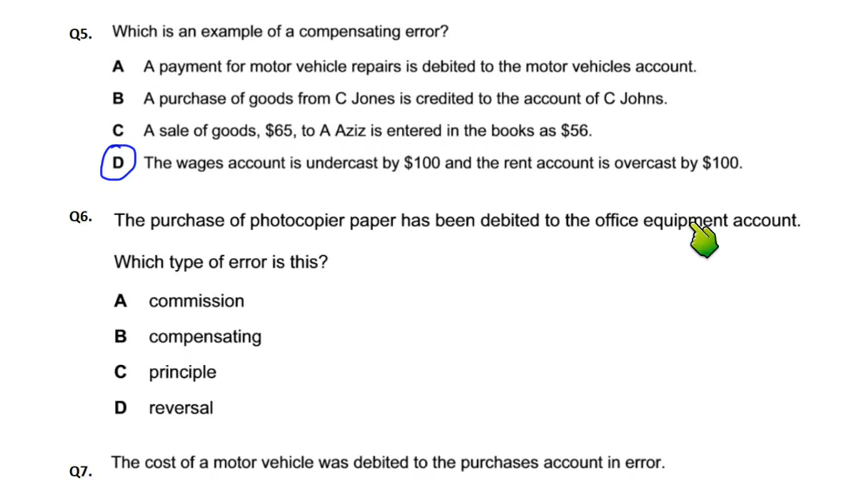 Q5. Which is an example of a compensating error?
A A payment for motor vehicle repairs is debited to the motor vehicles account.
B A purchase of goods from C Jones is credited to the account of C Johns.
C A sale of goods, $65, to A Aziz is entered in the books as $56.
D The wages account is undercast by $100 and the rent account is overcast by $100.
Q6. The purchase of photocopier paper has been debited to the office equipment account.
Which type of error is this?
A commission
B compensating
C principle
D reversal
Q7. The cost of a motor vehicle was debited to the purchases account in error.